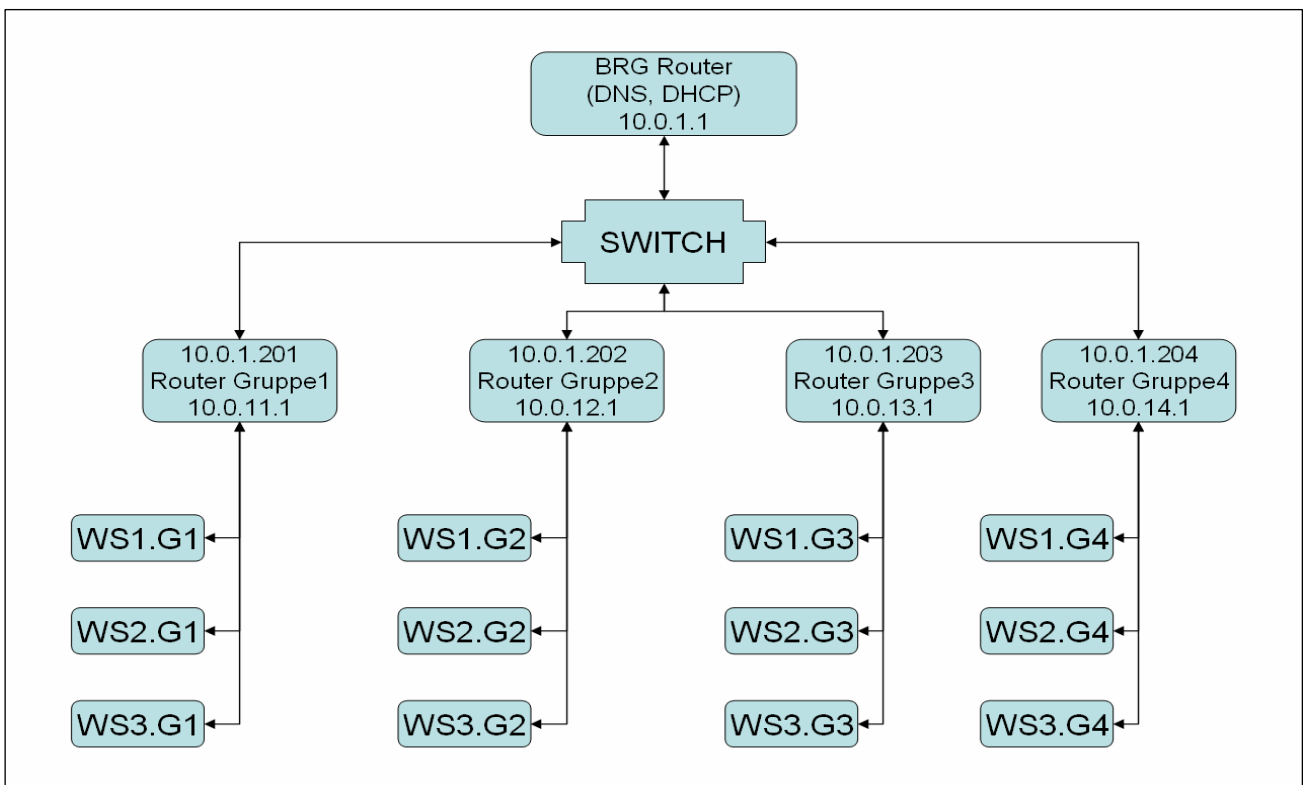 BRG Router
(DNS, DHCP)
10.0.1.1
SWITCH
10.0.1.201
Router Gruppe1
10.0.11.1
10.0.1.202
Router Gruppe2
10.0.12.1
10.0.1.203
Router Gruppe3
10.0.13.1
10.0.1.204
Router Gruppe4
10.0.14.1
WS1.G1
WS1.G2
WS1.G3
WS1.G4
WS2.G1
WS2.G2
WS2.G3
WS2.G4
WS3.G1
WS3.G2
WS3.G3
WS3.G4